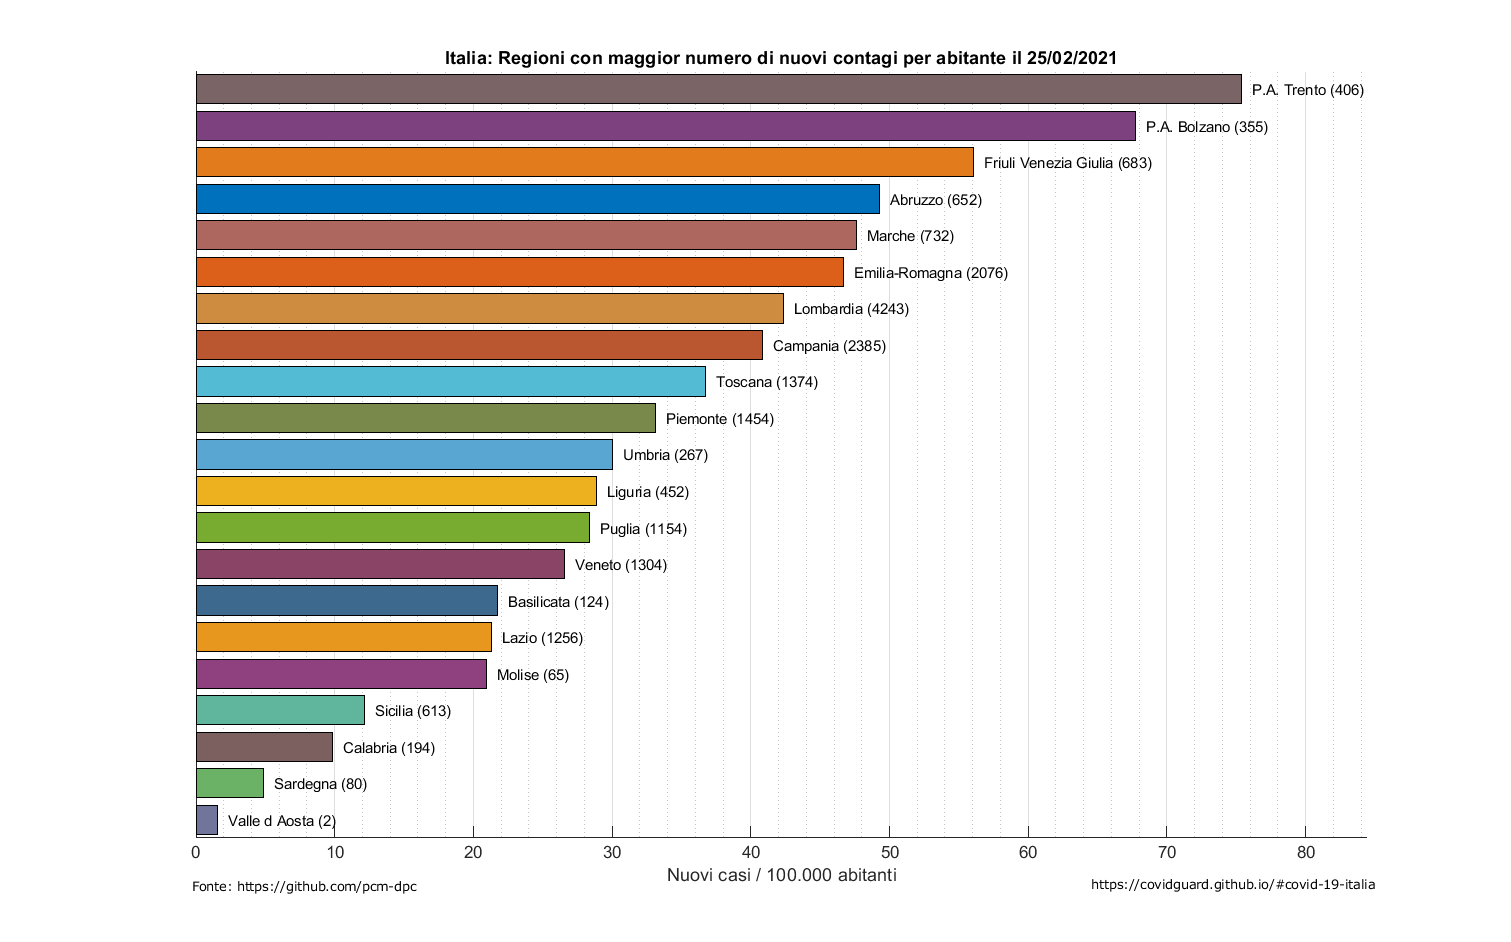 Italia: Regioni con maggior numero di nuovi contagi per abitante il 25/02/2021
P.A. Trento (406)
P.A. Bolzano (355)
Friuli Venezia Giulia (683)
Abruzzo (652)
Marche (732)
Emilia-Romagna (2076)
Lombardia (4243)
Campania (2385)
Toscana (1374)
Piemonte (1454)
Umbria (267)
Liguria (452)
Puglia (1154)
Veneto (1304)
Basilicata (124)
Lazio (1256)
Molise (65)
Sicilia (613)
Calabria (194)
Sardegna (80)
Valle d Aosta (2)
0 10 20 30 40 50 60 70 80
Nuovi casi / 100.000 abitanti
Fonte: https://github.com/pcm-dpc
https://covidguard.github.io/#covid-19-italia